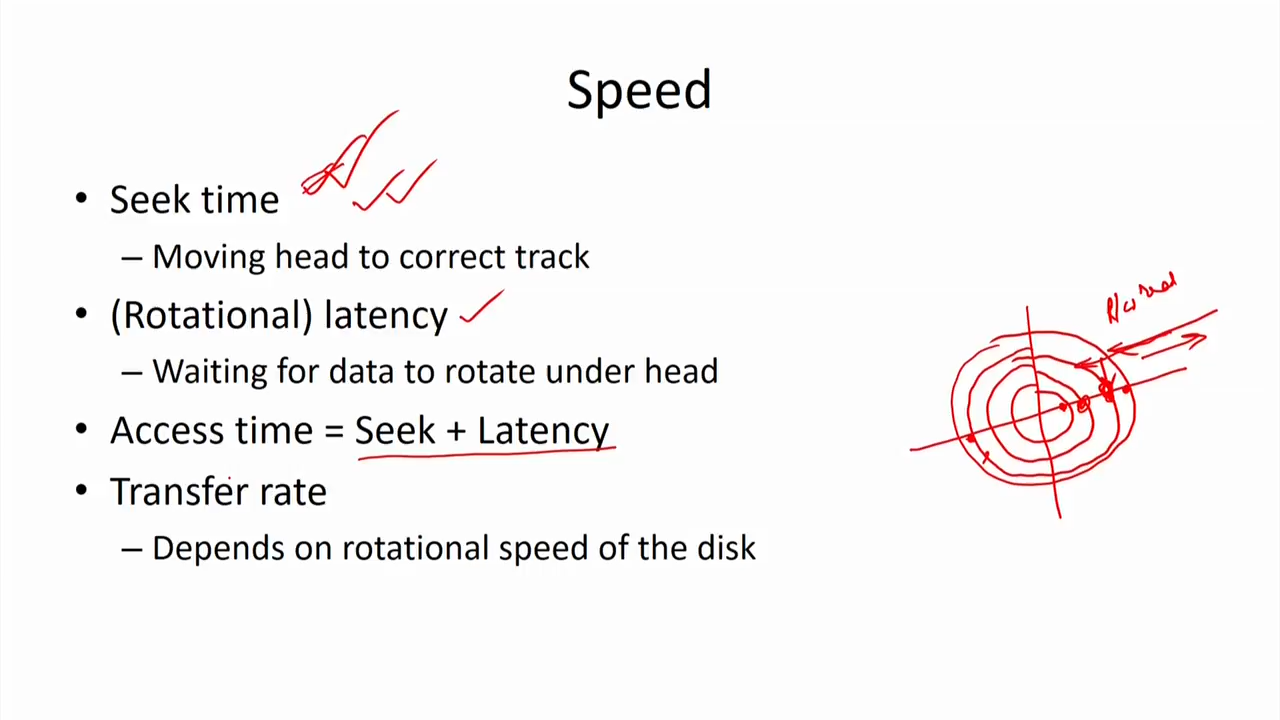 Speed
• Seek time
– Moving head to correct track
• (Rotational) latency
– Waiting for data to rotate under head
• Access time = Seek + Latency
• Transfer rate
– Depends on rotational speed of the disk